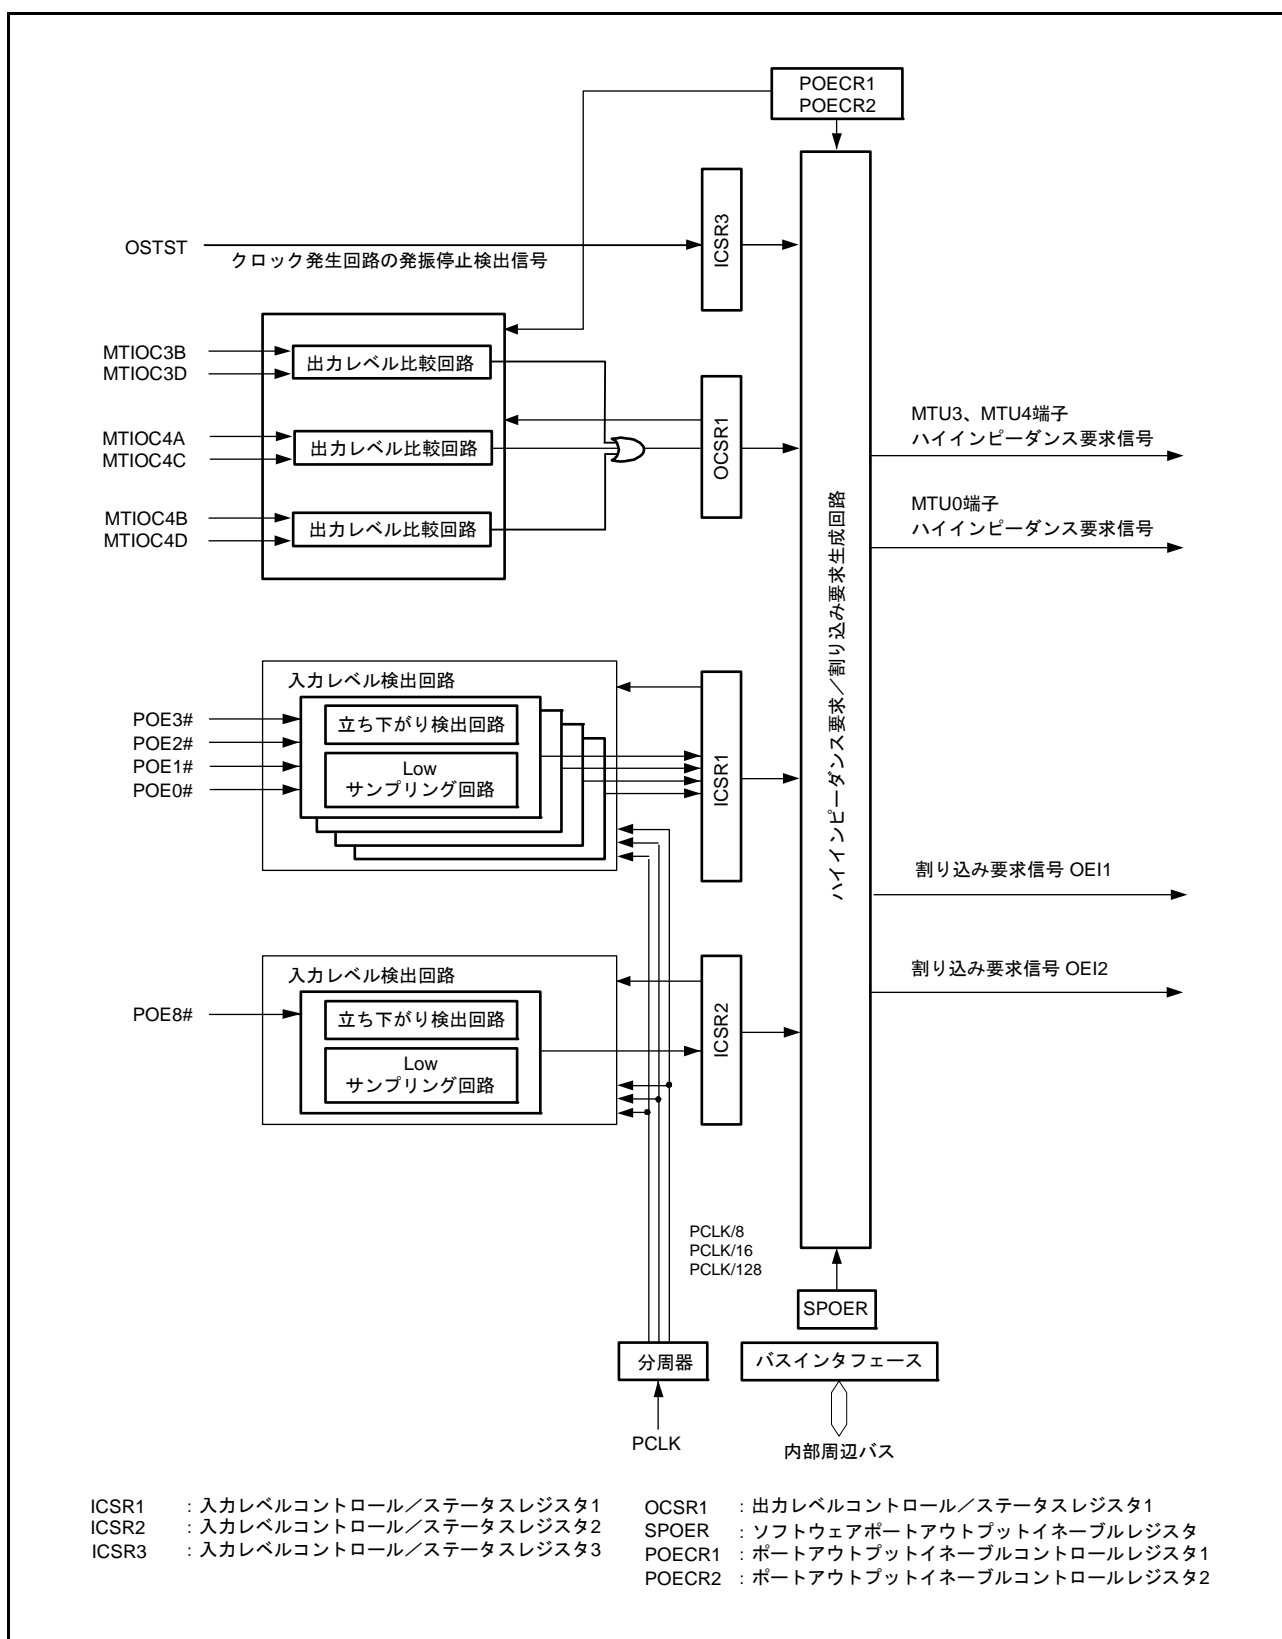 POECR1
POECR2
ICSR3
OSTST
クロック発生回路の発振停止検出信号
MTIOC3B
MTIOC3D
出力レベル比較回路
MTIOC4A
MTIOC4C
出力レベル比較回路
MTIOC4B
MTIOC4D
出力レベル比較回路
OCSR1
MTU3、MTU4端子
ハイインピーダンス要求信号
MTU0端子
ハイインピーダンス要求信号
ハイインピーダンス要求／割り込み要求生成回路
入力レベル検出回路
POE3#
POE2#
POE1#
POE0#
立ち下がり検出回路
Low
サンプリング回路
ICSR1
割り込み要求信号 OEI1
割り込み要求信号 OEI2
入力レベル検出回路
POE8#
立ち下がり検出回路
Low
サンプリング回路
ICSR2
PCLK/8
PCLK/16
PCLK/128
SPOER
分周器
バスインタフェース
PCLK
内部周辺バス
ICSR1 : 入力レベルコントロール／ステータスレジスタ1
ICSR2 : 入力レベルコントロール／ステータスレジスタ2
ICSR3 : 入力レベルコントロール／ステータスレジスタ3
OCSR1 : 出力レベルコントロール／ステータスレジスタ1
SPOER : ソフトウェアポートアウトプットイネーブルレジスタ
POECR1 : ポートアウトプットイネーブルコントロールレジスタ1
POECR2 : ポートアウトプットイネーブルコントロールレジスタ2